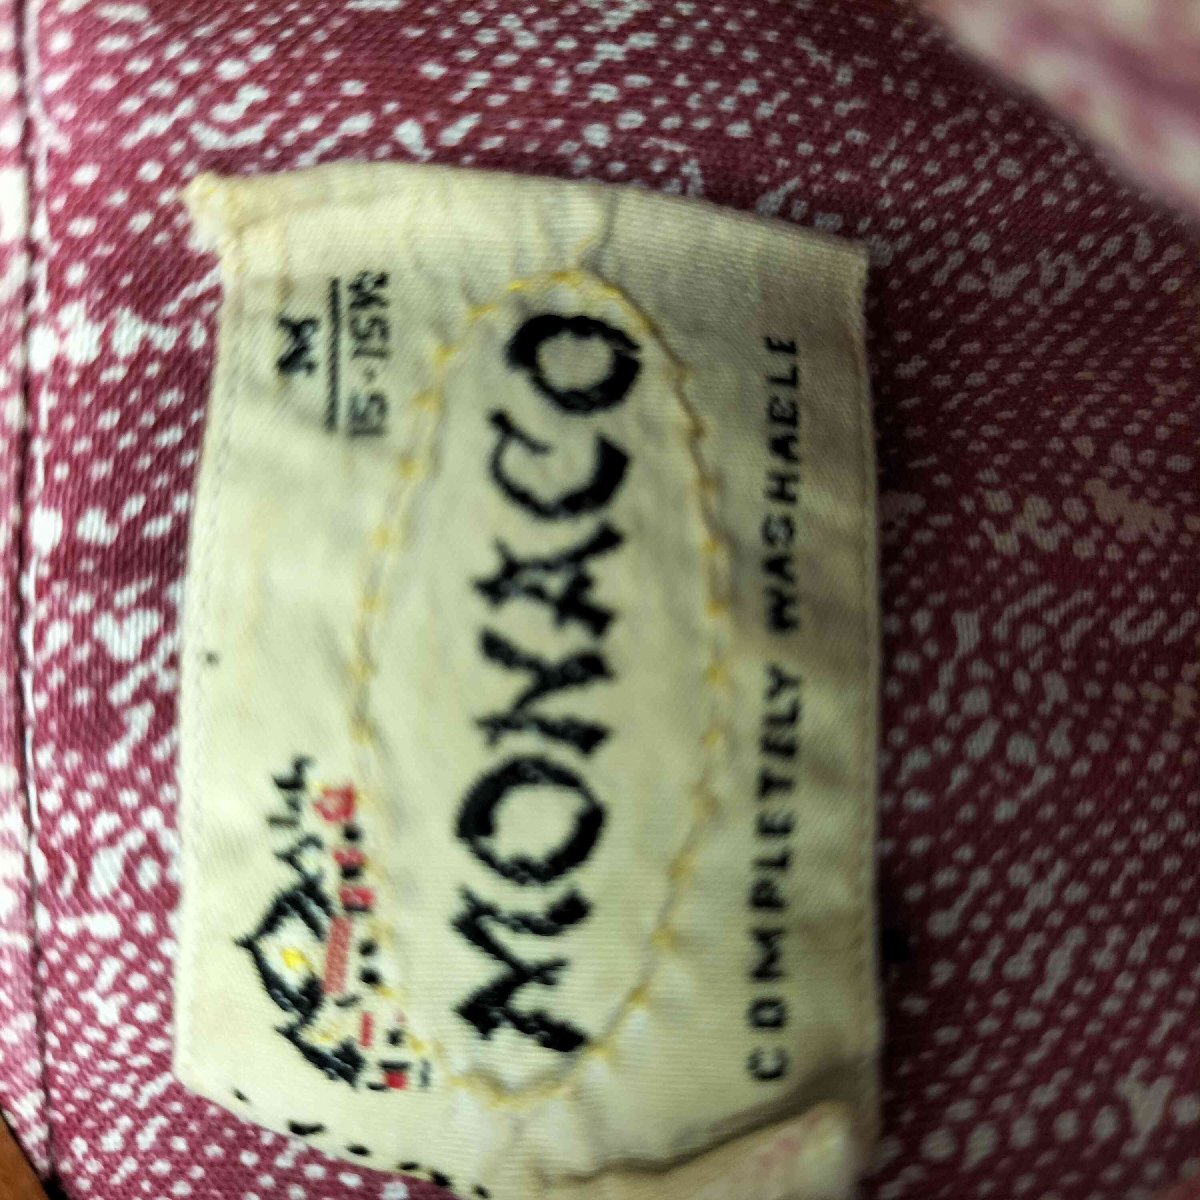 M
15-15½
MONACO
COMPLETELY WASHABLE